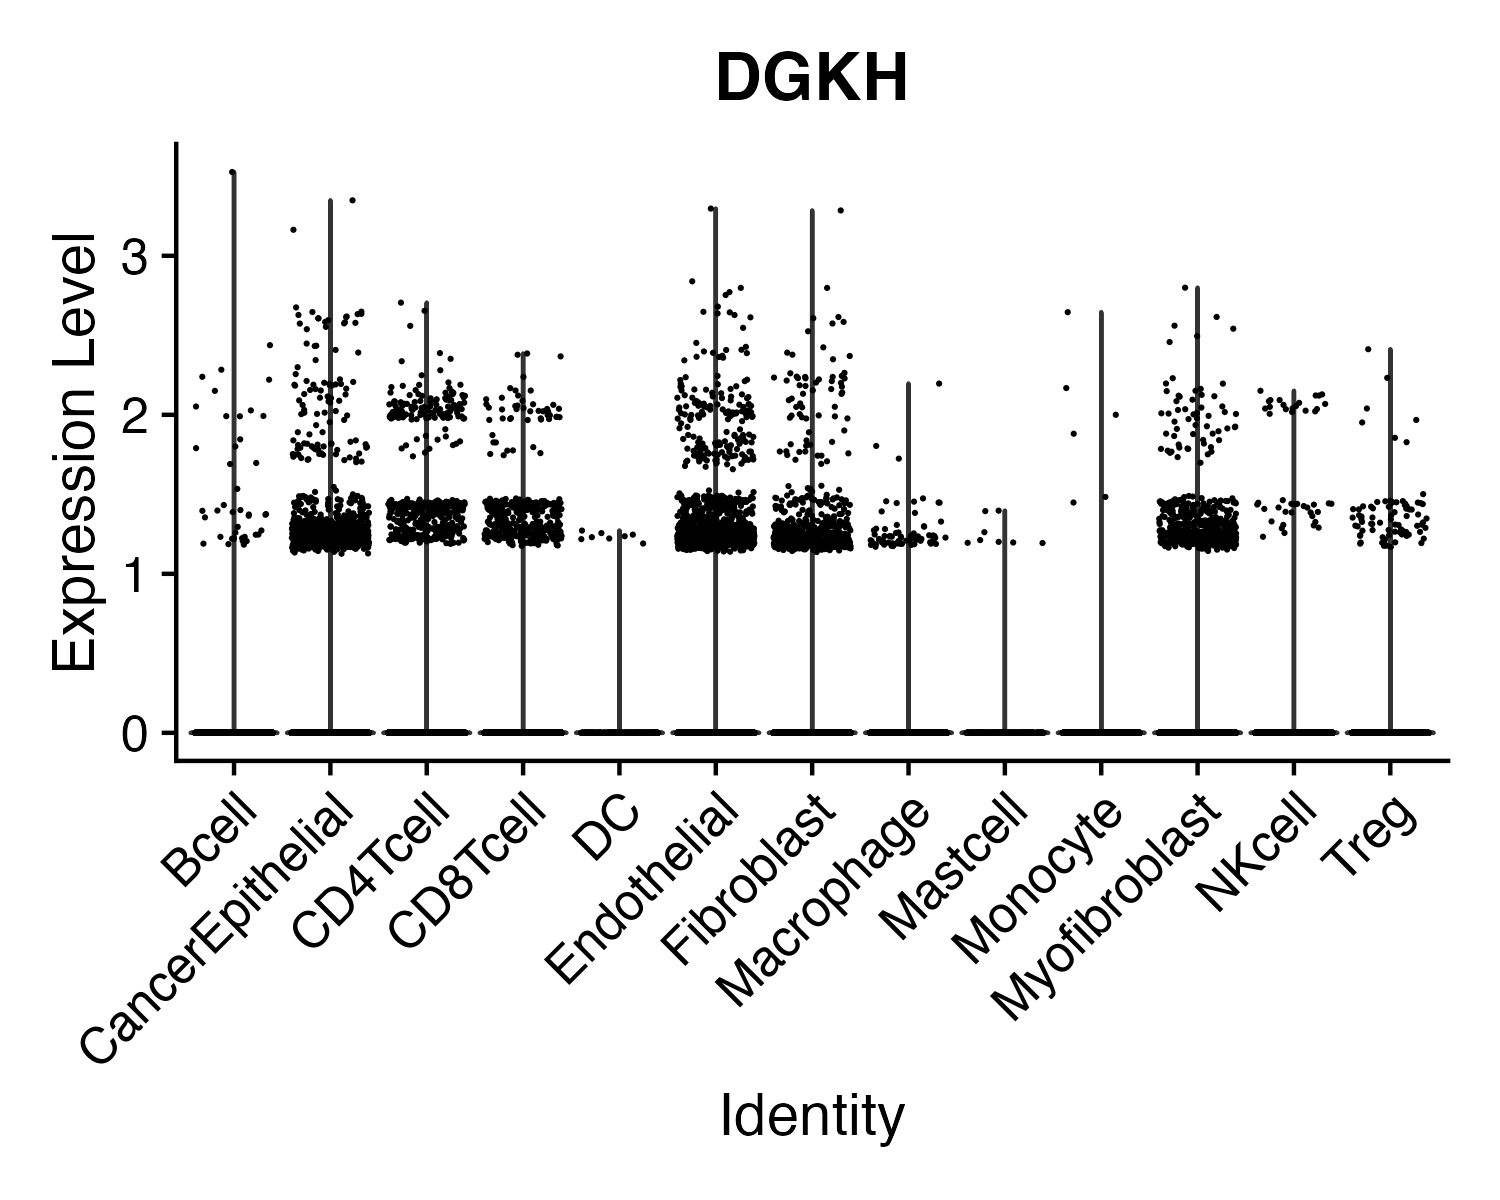 DGKH
Expression Level
3
2
1
0
Bcell
CancerEpithelial
CD4Tcell
CD8Tcell
DC
Endothelial
Fibroblast
Macrophage
Mastcell
Monocyte
Myofibroblast
NKcell
Treg
Identity